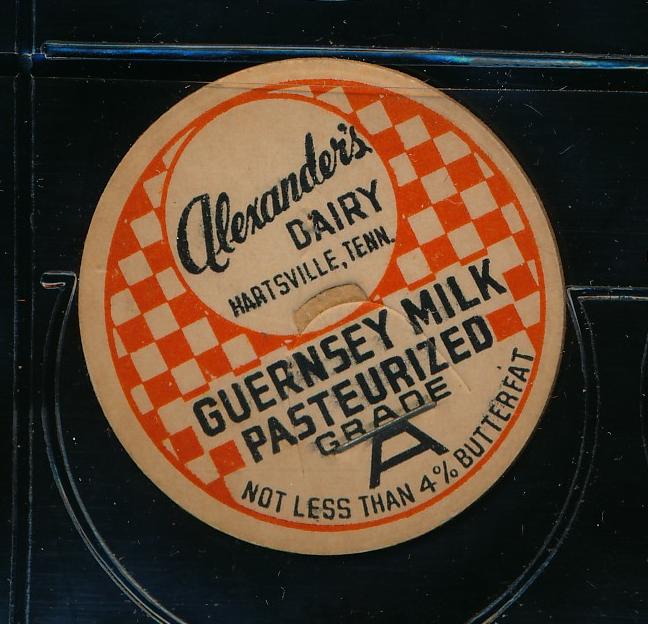 Alexander's
DAIRY
HARTSVILLE, TENN.
GUERNSEY MILK
PASTEURIZED
GRADE
A
NOT LESS THAN 4% BUTTERFAT